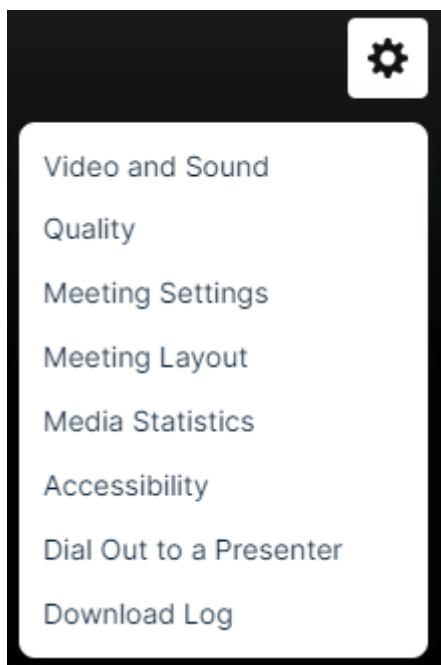 Video and Sound
Quality
Meeting Settings
Meeting Layout
Media Statistics
Accessibility
Dial Out to a Presenter
Download Log